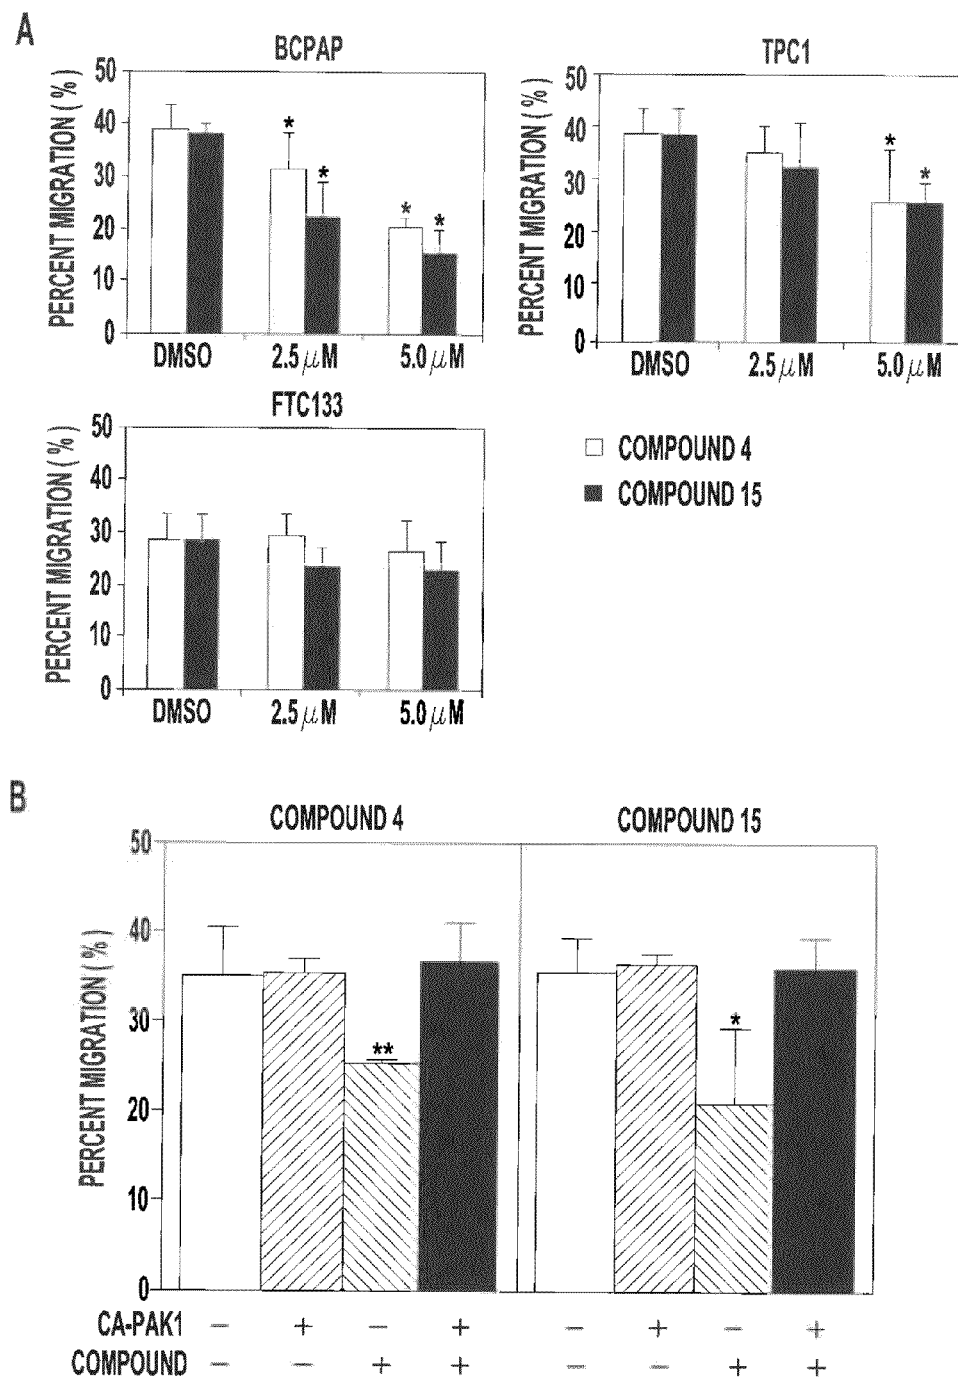 A
BCPAP
PERCENT MIGRATION (%)
50
40
30
20
10
0
* * * *
DMSO 2.5 μM 5.0 μM
TPC1
PERCENT MIGRATION (%)
50
40
30
20
10
0
* *
DMSO 2.5 μM 5.0 μM
FTC133
PERCENT MIGRATION (%)
50
40
30
20
10
0
DMSO 2.5 μM 5.0 μM
COMPOUND 4
COMPOUND 15
B
COMPOUND 4 COMPOUND 15
PERCENT MIGRATION (%)
50
40
30
20
10
0
** *
CA-PAK1 − + − + − + − +
COMPOUND − − + + − − + +